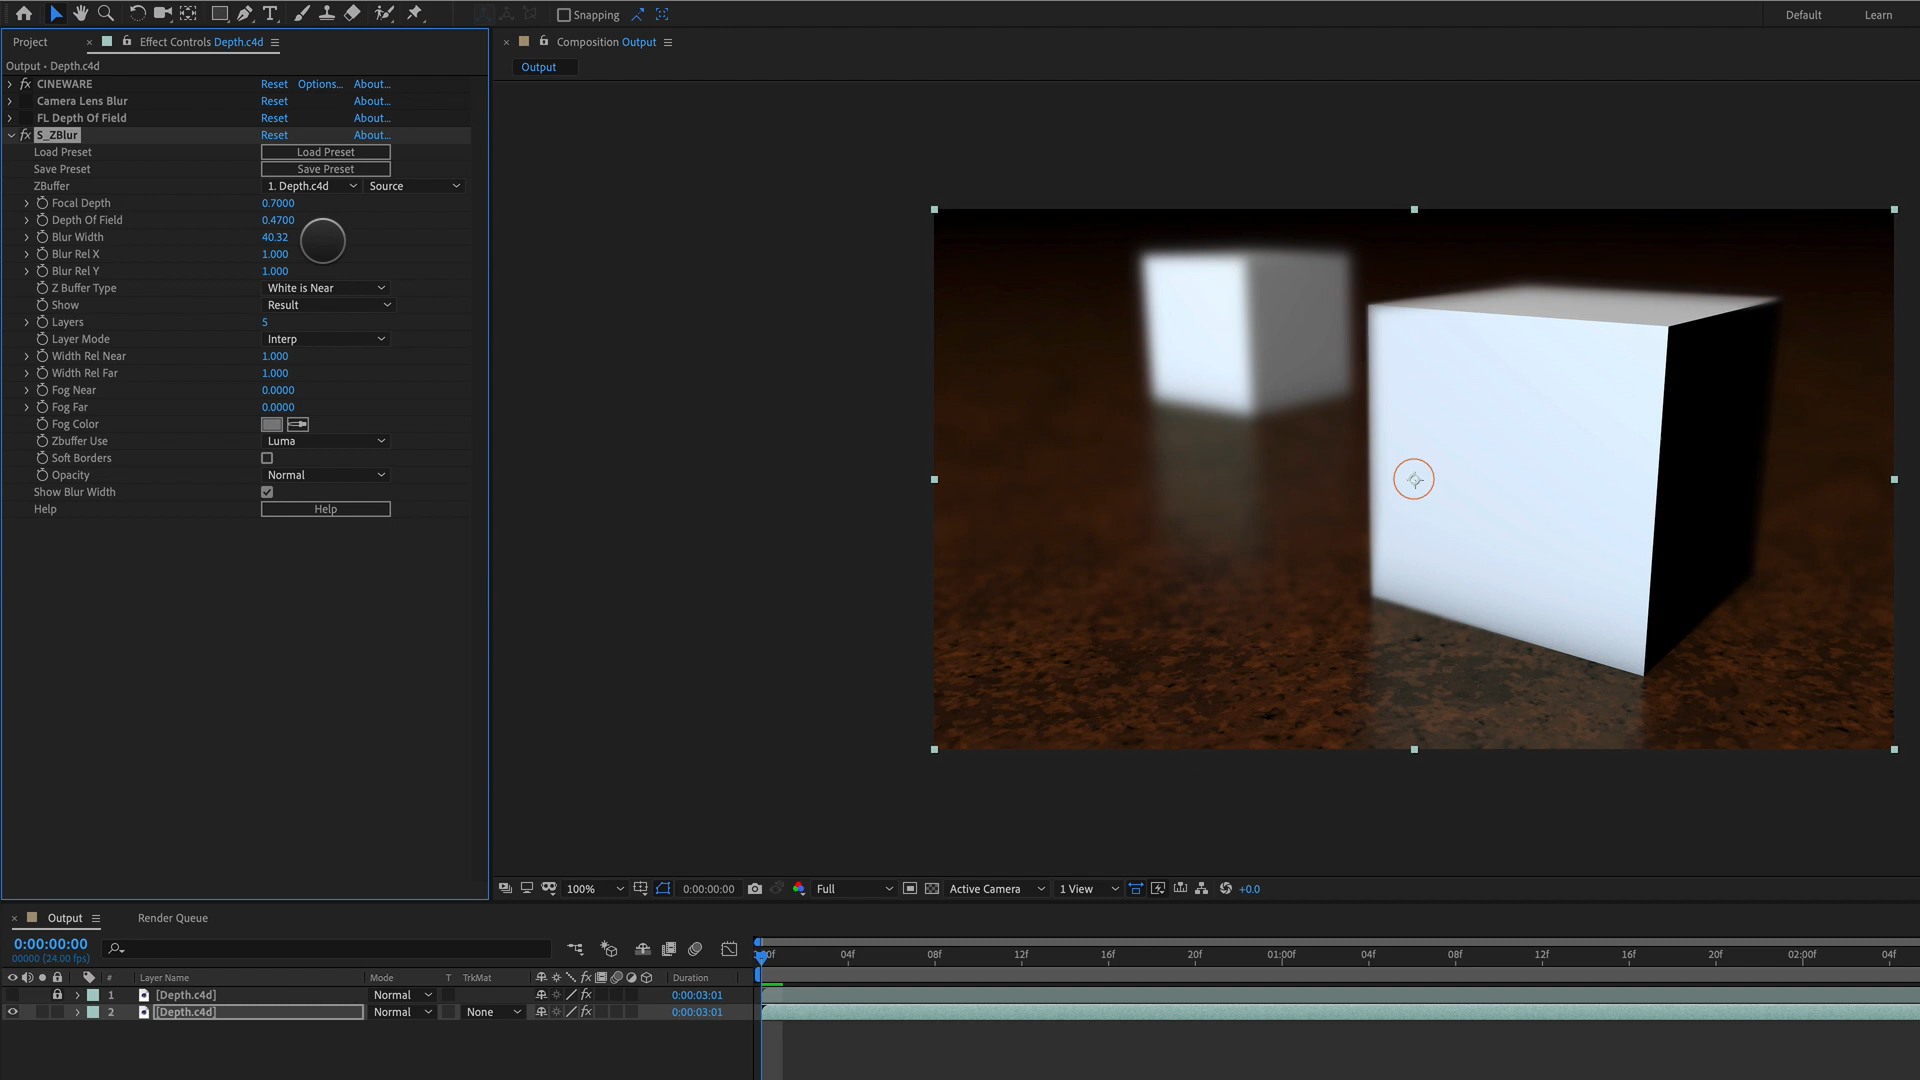 Snapping
Default
Learn
Project
Effect Controls Depth.c4d
Composition Output
Output • Depth.c4d
Output
fx CINEWARE Reset Options... About...
Camera Lens Blur Reset About...
FL Depth Of Field Reset About...
fx S_ZBlur Reset About...
Load Preset Load Preset
Save Preset Save Preset
ZBuffer 1. Depth.c4d Source
Focal Depth 0.7000
Depth Of Field 0.4700
Blur Width 40.32
Blur Rel X 1.000
Blur Rel Y 1.000
Z Buffer Type White is Near
Show Result
Layers 5
Layer Mode Interp
Width Rel Near 1.000
Width Rel Far 1.000
Fog Near 0.0000
Fog Far 0.0000
Fog Color
Zbuffer Use Luma
Soft Borders
Opacity Normal
Show Blur Width
Help Help
100% 0:00:00:00 Full Active Camera 1 View +0.0
Output Render Queue
0:00:00:00
00000 (24.00 fps)
04f 08f 12f 16f 20f 01:00f 04f 08f 12f 16f 20f 02:00f 04f
# Layer Name Mode T TrkMat fx Duration
1 [Depth.c4d] Normal fx 0:00:03:01
2 [Depth.c4d] Normal None fx 0:00:03:01